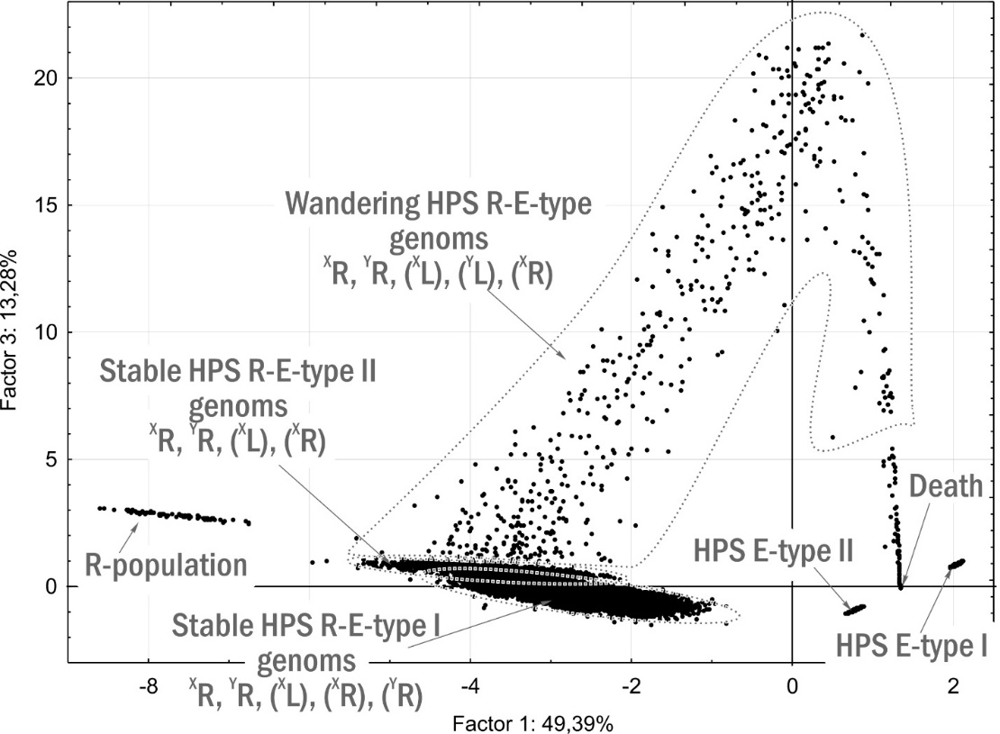 20
15
10
5
0
Factor 3: 13,28%
Wandering HPS R-E-type
genoms
ˣR, ʸR, (ˣL), (ʸL), (ˣR)
Stable HPS R-E-type II
genoms
ˣR, ʸR, (ˣL), (ˣR)
Death
HPS E-type II
R-population
Stable HPS R-E-type I
genoms
ˣR, ʸR, (ˣL), (ˣR), (ʸR)
HPS E-type I
-8
-4
-2
0
2
Factor 1: 49,39%